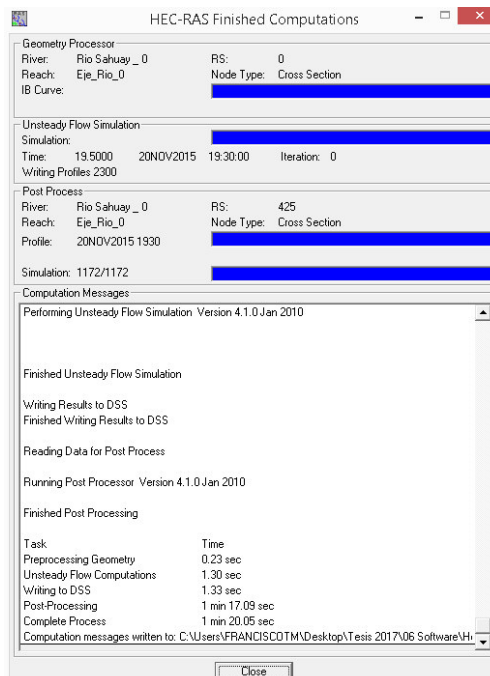 HEC-RAS Finished Computations
Geometry Processor
River: Rio Sahuay _ 0 RS: 0
Reach: Eje_Rio_0 Node Type: Cross Section
IB Curve:
Unsteady Flow Simulation
Simulation:
Time: 19.5000 20NOV2015 19:30:00 Iteration: 0
Writing Profiles 2300
Post Process
River: Rio Sahuay _ 0 RS: 425
Reach: Eje_Rio_0 Node Type: Cross Section
Profile: 20NOV2015 1930
Simulation: 1172/1172
Computation Messages
Performing Unsteady Flow Simulation Version 4.1.0 Jan 2010
Finished Unsteady Flow Simulation
Writing Results to DSS
Finished Writing Results to DSS
Reading Data for Post Process
Running Post Processor Version 4.1.0 Jan 2010
Finished Post Processing
Task Time
Preprocessing Geometry 0.23 sec
Unsteady Flow Computations 1.30 sec
Writing to DSS 1.33 sec
Post-Processing 1 min 17.09 sec
Complete Process 1 min 20.05 sec
Computation messages written to: C:\Users\FRANCISCOTM\Desktop\Tesis 2017\06 Software\H
Close